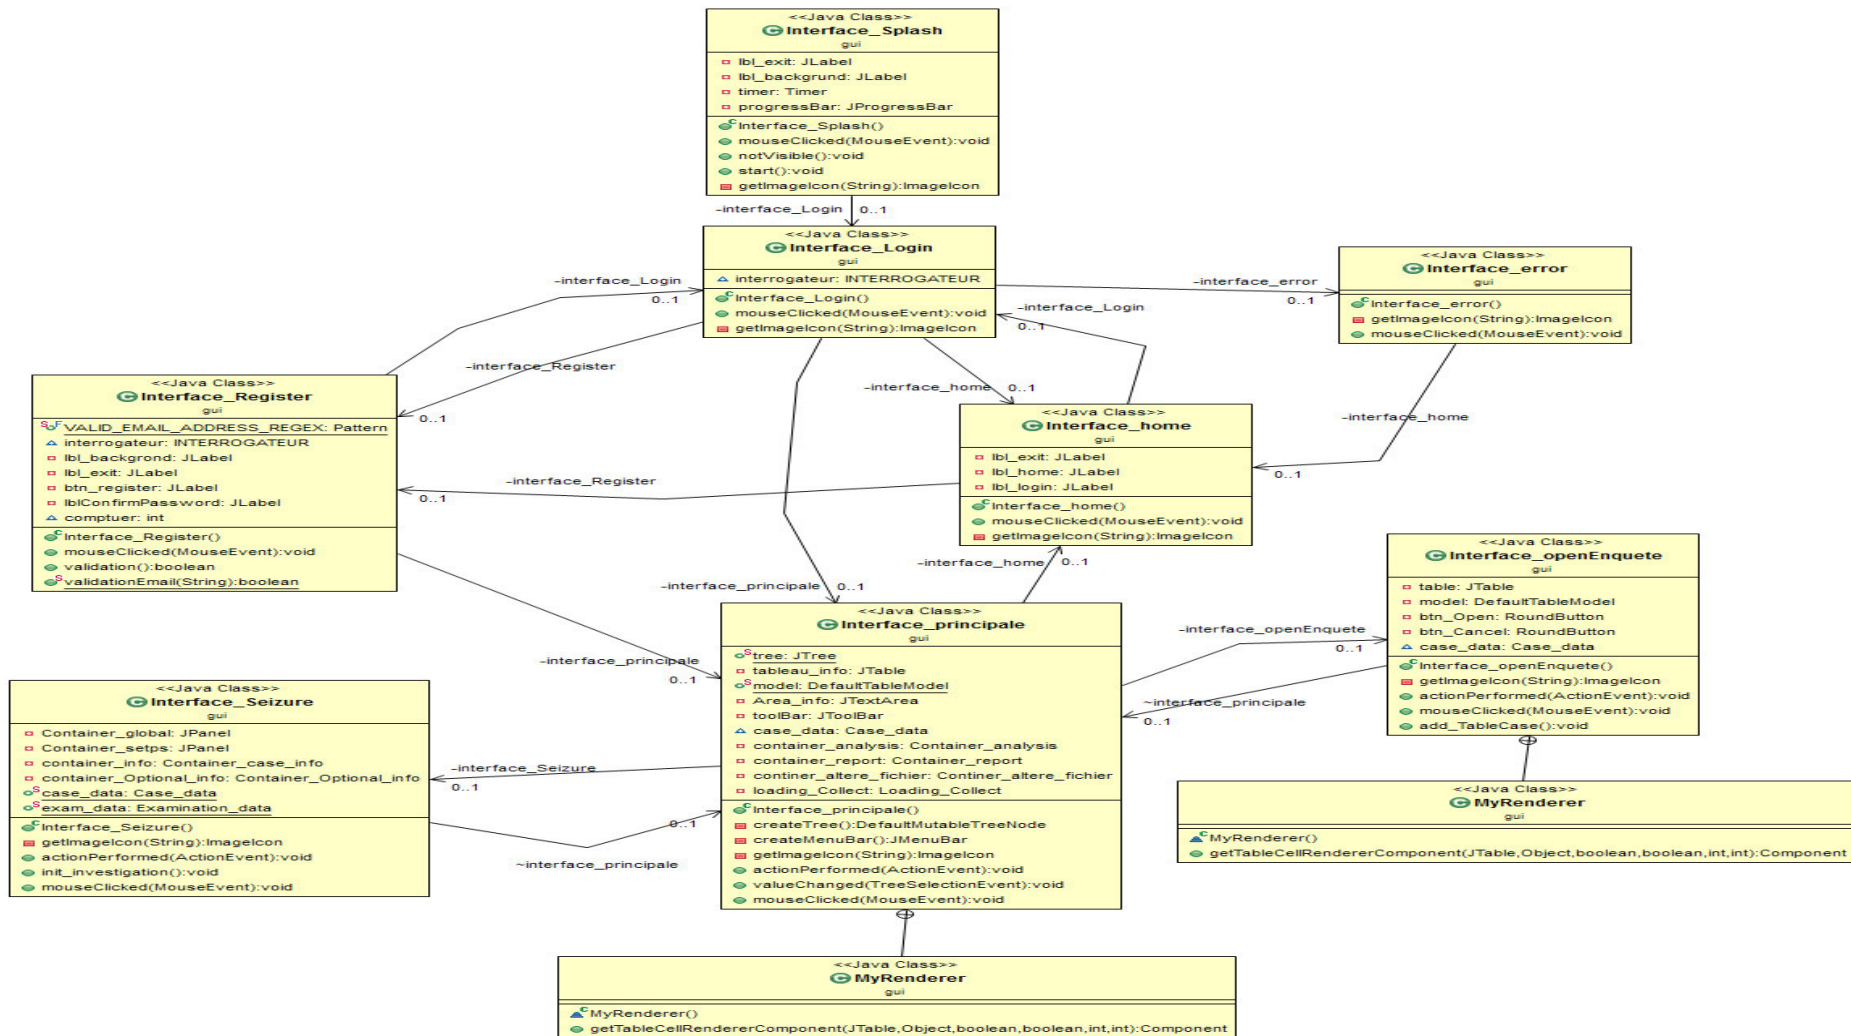 <<Java Class>>
Interface_Splash
gui
lbl_exit: JLabel
lbl_backgrund: JLabel
timer: Timer
progressBar: JProgressBar
Interface_Splash()
mouseClicked(MouseEvent):void
notVisible():void
start():void
getImageIcon(String):ImageIcon
-interface_Login 0..1
<<Java Class>>
Interface_Login
gui
interrogateur: INTERROGATEUR
Interface_Login()
mouseClicked(MouseEvent):void
getImageIcon(String):ImageIcon
-interface_Login
0..1
-interface_error
0..1
<<Java Class>>
Interface_error
gui
Interface_error()
getImageIcon(String):ImageIcon
mouseClicked(MouseEvent):void
-interface_Login
0..1
-interface_Register
0..1
-interface_home 0..1
-interface_home
0..1
<<Java Class>>
Interface_Register
gui
VALID_EMAIL_ADDRESS_REGEX: Pattern
interrogateur: INTERROGATEUR
lbl_backgrond: JLabel
lbl_exit: JLabel
btn_register: JLabel
lblConfirmPassword: JLabel
comptuer: int
Interface_Register()
mouseClicked(MouseEvent):void
validation():boolean
validationEmail(String):boolean
<<Java Class>>
Interface_home
gui
lbl_exit: JLabel
lbl_home: JLabel
lbl_login: JLabel
Interface_home()
mouseClicked(MouseEvent):void
getImageIcon(String):ImageIcon
-interface_Register
0..1
-interface_home 0..1
-interface_principale 0..1
-interface_principale
0..1
<<Java Class>>
Interface_openEnquete
gui
table: JTable
model: DefaultTableModel
btn_Open: RoundButton
btn_Cancel: RoundButton
case_data: Case_data
Interface_openEnquete()
getImageIcon(String):ImageIcon
actionPerformed(ActionEvent):void
mouseClicked(MouseEvent):void
add_TableCase():void
<<Java Class>>
Interface_principale
gui
tree: JTree
tableau_info: JTable
model: DefaultTableModel
Area_info: JTextArea
toolBar: JToolBar
case_data: Case_data
container_analysis: Container_analysis
container_report: Container_report
continer_altere_fichier: Continer_altere_fichier
loading_Collect: Loading_Collect
Interface_principale()
createTree():DefaultMutableTreeNode
createMenuBar():JMenuBar
getImageIcon(String):ImageIcon
actionPerformed(ActionEvent):void
valueChanged(TreeSelectionEvent):void
mouseClicked(MouseEvent):void
-interface_openEnquete
0..1
~interface_principale
0..1
<<Java Class>>
Interface_Seizure
gui
Container_global: JPanel
Container_setps: JPanel
container_info: Container_case_info
container_Optional_info: Container_Optional_info
case_data: Case_data
exam_data: Examination_data
Interface_Seizure()
getImageIcon(String):ImageIcon
actionPerformed(ActionEvent):void
init_investigation():void
mouseClicked(MouseEvent):void
-interface_Seizure
0..1
0..1
~interface_principale
<<Java Class>>
MyRenderer
gui
MyRenderer()
getTableCellRendererComponent(JTable,Object,boolean,boolean,int,int):Component
<<Java Class>>
MyRenderer
gui
MyRenderer()
getTableCellRendererComponent(JTable,Object,boolean,boolean,int,int):Component